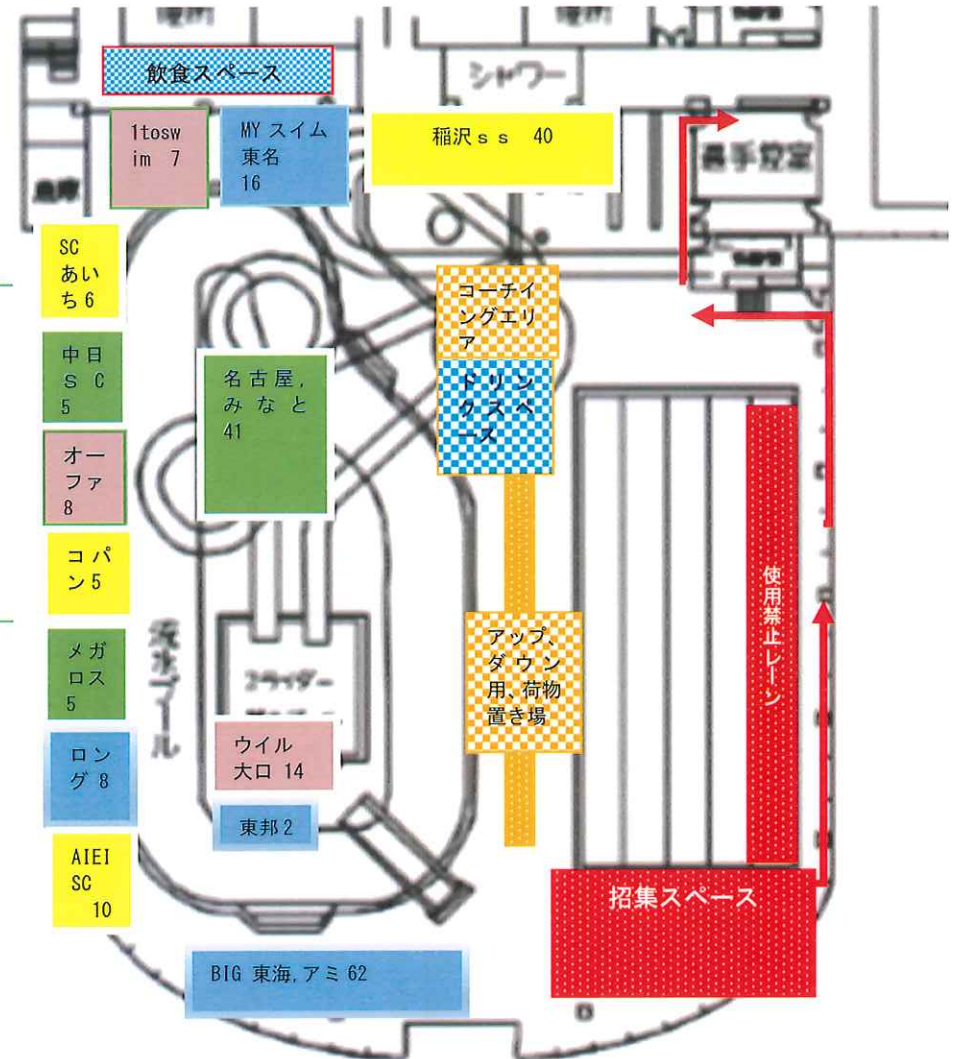 飲食スペース
シャワー
1tosw
im 7
MY スイム
東名
16
稲沢ｓｓ 40
選手控室
SC
あい
ち 6
コーチイ
ングエリ
ア
中日
ＳＣ
5
名古屋,
みなと
41
ドリン
クスペ
ース
オー
ファ
8
コパ
ン 5
使用禁止レーン
メガ
ロス
5
流水プール
アップ、
ダウン
用、荷物
置き場
ロン
グ 8
ウイル
大口 14
東邦 2
AIEI
SC
10
招集スペース
BIG 東海, アミ 62